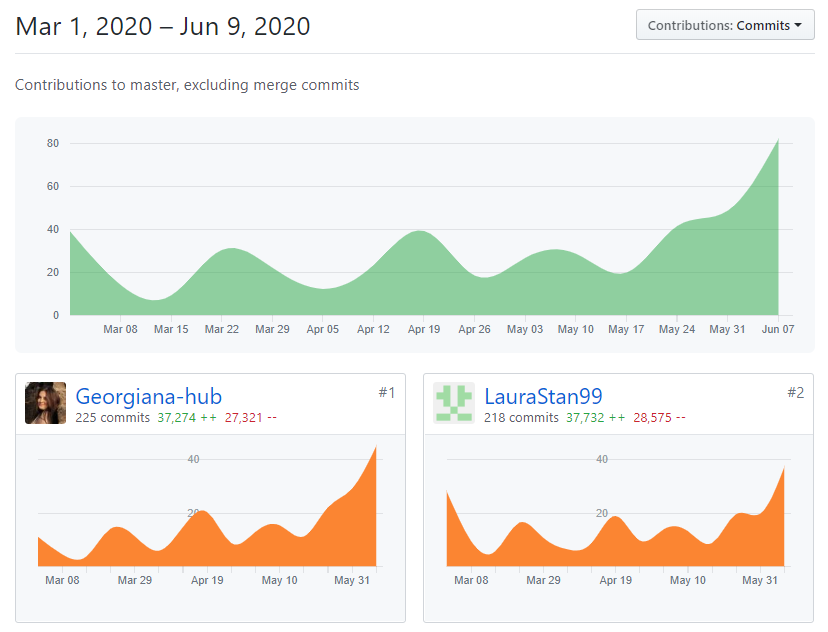 Mar 1, 2020 – Jun 9, 2020
Contributions: Commits
Contributions to master, excluding merge commits
80
60
40
20
0
Mar 08 Mar 15 Mar 22 Mar 29 Apr 05 Apr 12 Apr 19 Apr 26 May 03 May 10 May 17 May 24 May 31 Jun 07
Georgiana-hub #1
225 commits 37,274 ++ 27,321 --
40
20
Mar 08 Mar 29 Apr 19 May 10 May 31
LauraStan99 #2
218 commits 37,732 ++ 28,575 --
40
20
Mar 08 Mar 29 Apr 19 May 10 May 31